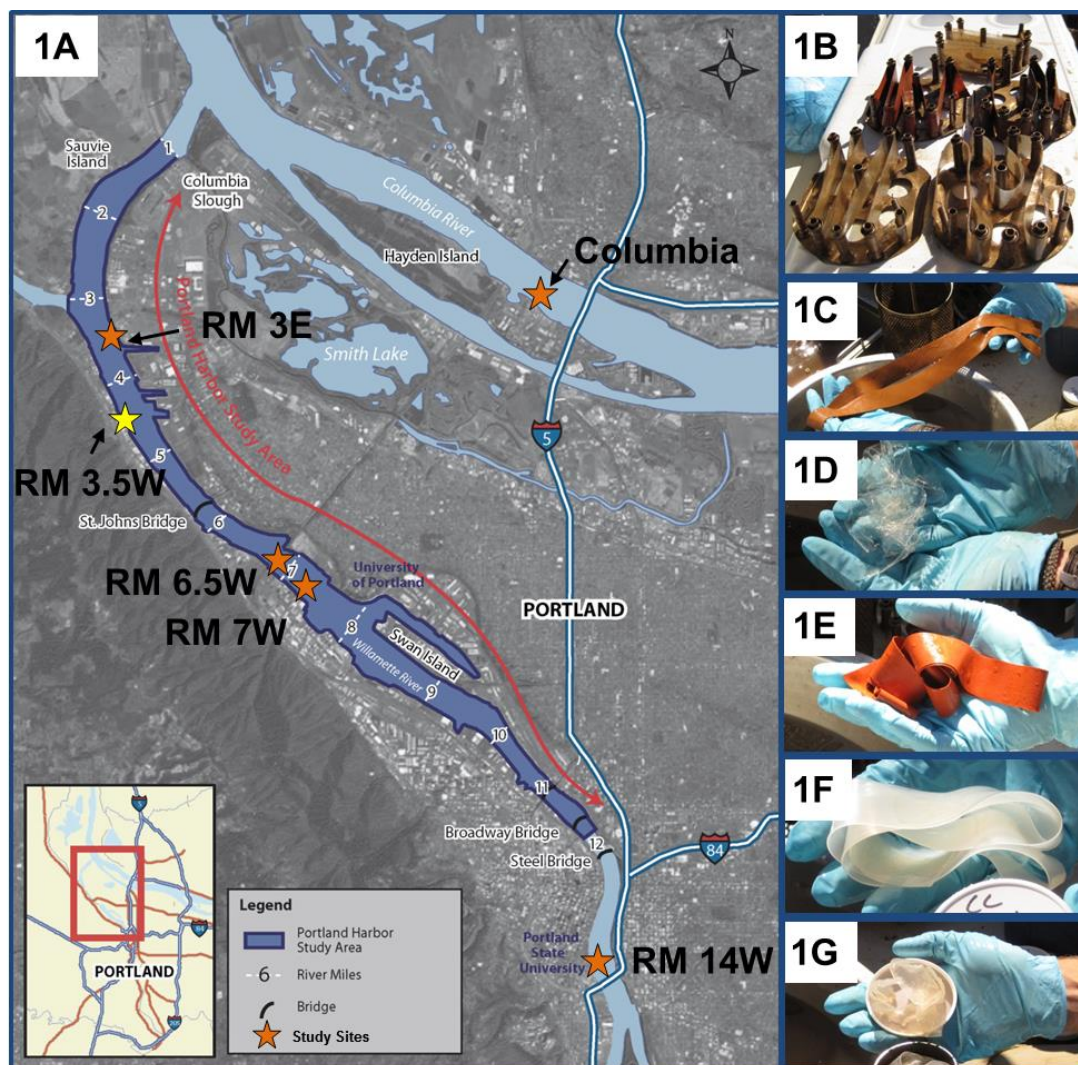 1A
N
Sauvie
Island
1
Columbia
Slough
2
Columbia River
Hayden Island
Columbia
3
RM 3E
Portland Harbor Study Area
Smith Lake
4
5
RM 3.5W
5
St. Johns Bridge
6
RM 6.5W
7
University
of Portland
RM 7W
PORTLAND
8
Swan Island
Willamette River
9
10
11
Broadway Bridge
12
Steel Bridge
84
Portland
State
University
RM 14W
PORTLAND
5
84
205
Legend
Portland Harbor
Study Area
6
River Miles
Bridge
Study Sites
1B
1C
1D
1E
1F
1G